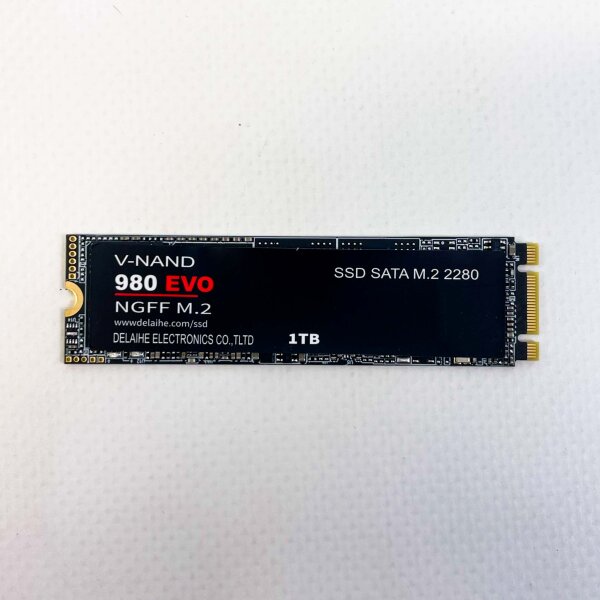 V-NAND
980 EVO
NGFF M.2
wwwdelaihe.com/ssd
DELAIHE ELECTRONICS CO.,TLTD
1TB
SSD SATA M.2 2280